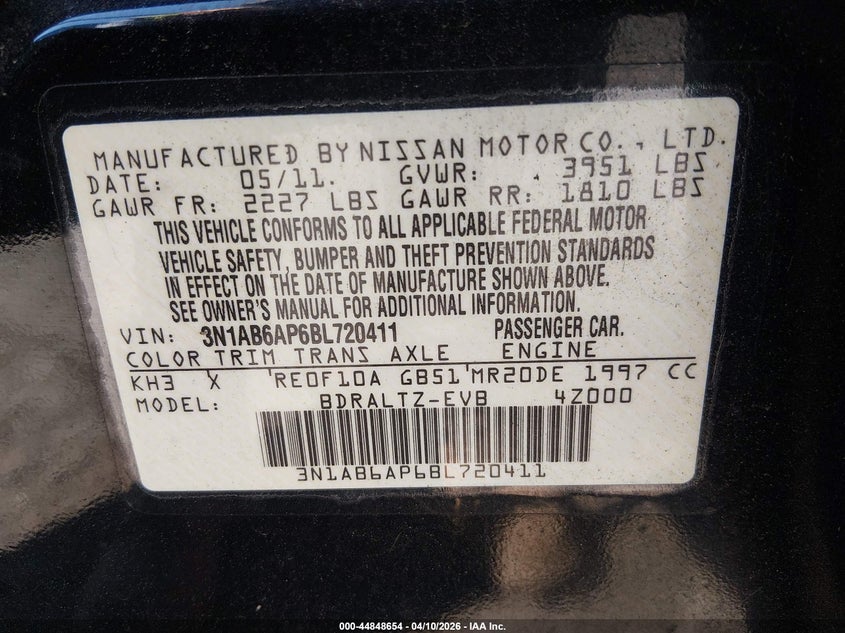 MANUFACTURED BY NISSAN MOTOR CO., LTD.
DATE: 05/11. GVWR: 3951 LBS
GAWR FR: 2227 LBS GAWR RR: 1810 LBS
THIS VEHICLE CONFORMS TO ALL APPLICABLE FEDERAL MOTOR
VEHICLE SAFETY, BUMPER AND THEFT PREVENTION STANDARDS
IN EFFECT ON THE DATE OF MANUFACTURE SHOWN ABOVE.
SEE OWNER'S MANUAL FOR ADDITIONAL INFORMATION.
VIN: 3N1AB6AP6BL720411 PASSENGER CAR.
COLOR TRIM TRANS AXLE ENGINE
KH3 X RE0F10A GB51 MR20DE 1997 CC
MODEL: BDRALTZ-EVB 4Z000
3N1AB6AP6BL720411
000-44848654 | 04/10/2026 - IAA Inc.